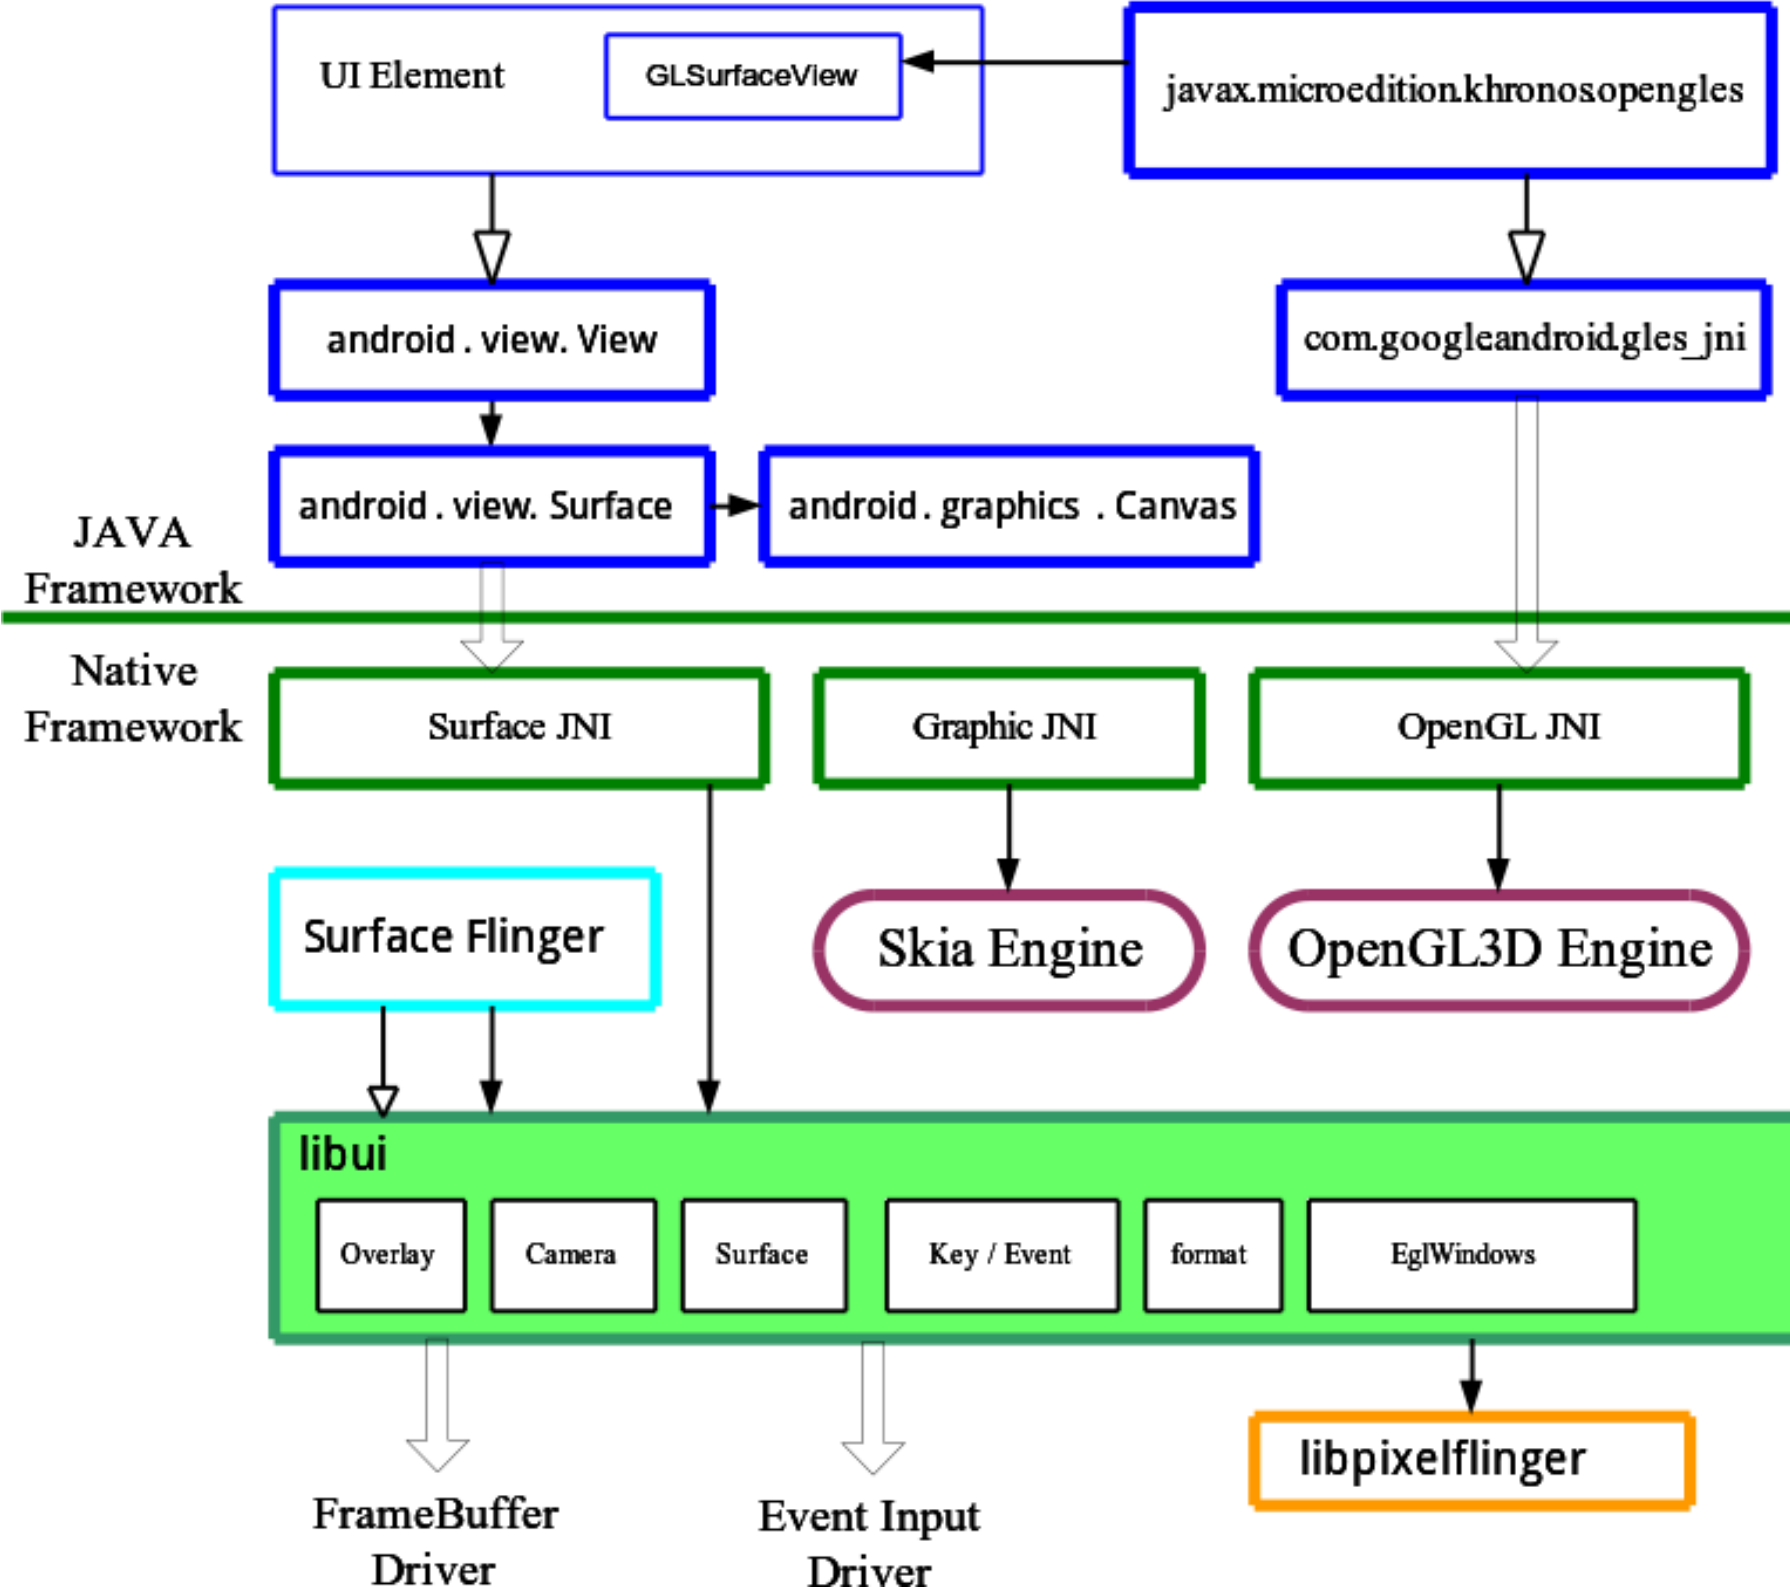 UI Element
GLSurfaceView
javax.microedition.khronos.opengles
android . view. View
com.google.android.gles_jni
android . view. Surface
android . graphics . Canvas
JAVA
Framework
Native
Framework
Surface JNI
Graphic JNI
OpenGL JNI
Surface Flinger
Skia Engine
OpenGL3D Engine
libui
Overlay
Camera
Surface
Key / Event
format
EglWindows
libpixelflinger
FrameBuffer
Driver
Event Input
Driver